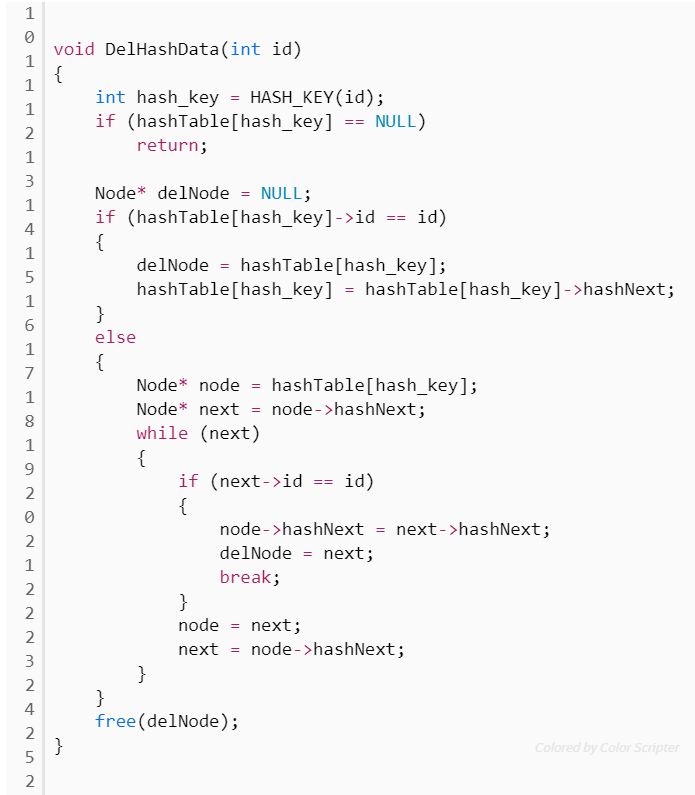 1
0
1
1
1
2
1
3
1
4
1
5
1
6
1
7
1
8
1
9
2
0
2
1
2
2
2
3
2
4
2
5
2
void DelHashData(int id)
{
    int hash_key = HASH_KEY(id);
    if (hashTable[hash_key] == NULL)
        return;

    Node* delNode = NULL;
    if (hashTable[hash_key]->id == id)
    {
        delNode = hashTable[hash_key];
        hashTable[hash_key] = hashTable[hash_key]->hashNext;
    }
    else
    {
        Node* node = hashTable[hash_key];
        Node* next = node->hashNext;
        while (next)
        {
            if (next->id == id)
            {
                node->hashNext = next->hashNext;
                delNode = next;
                break;
            }
            node = next;
            next = node->hashNext;
        }
    }
    free(delNode);
}
Colored by Color Scripter